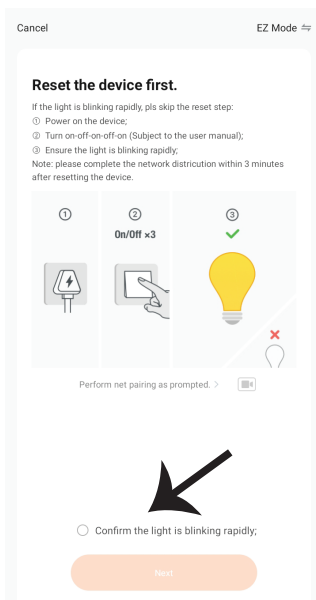 Cancel
EZ Mode
Reset the device first.
If the light is blinking rapidly, pls skip the reset step:
① Power on the device;
② Turn on-off-on-off-on (Subject to the user manual);
③ Ensure the light is blinking rapidly;
Note: please complete the network districution within 3 minutes
after resetting the device.
①
②
③
On/Off ×3
Perform net pairing as prompted. >
Confirm the light is blinking rapidly;
Next